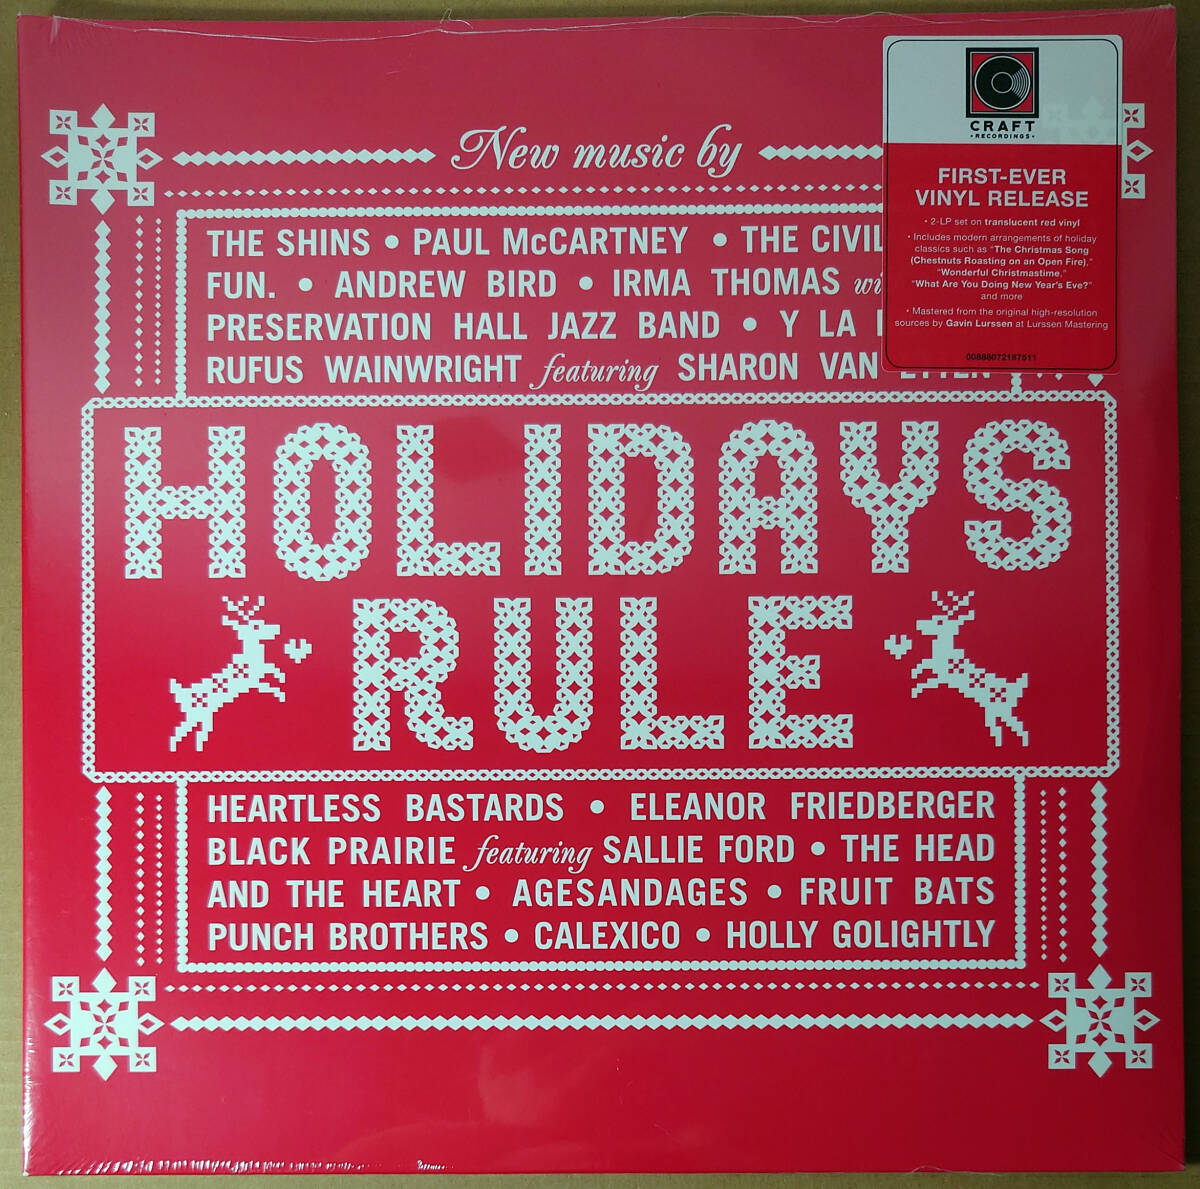 New music by
THE SHINS • PAUL McCARTNEY • THE CIVIL
FUN. • ANDREW BIRD • IRMA THOMAS
PRESERVATION HALL JAZZ BAND • Y LA
RUFUS WAINWRIGHT featuring SHARON VAN ETTEN
HOLIDAYS
RULE
HEARTLESS BASTARDS • ELEANOR FRIEDBERGER
BLACK PRAIRIE featuring SALLIE FORD • THE HEAD
AND THE HEART • AGESANDAGES • FRUIT BATS
PUNCH BROTHERS • CALEXICO • HOLLY GOLIGHTLY
CRAFT
• RECORDINGS •
FIRST-EVER
VINYL RELEASE
• 2-LP set on translucent red vinyl
• Includes modern arrangements of holiday
classics such as "The Christmas Song
(Chestnuts Roasting on an Open Fire),"
"Wonderful Christmastime,"
"What Are You Doing New Year's Eve?"
and more
• Mastered from the original high-resolution
sources by Gavin Lurssen at Lurssen Mastering
00888072187511